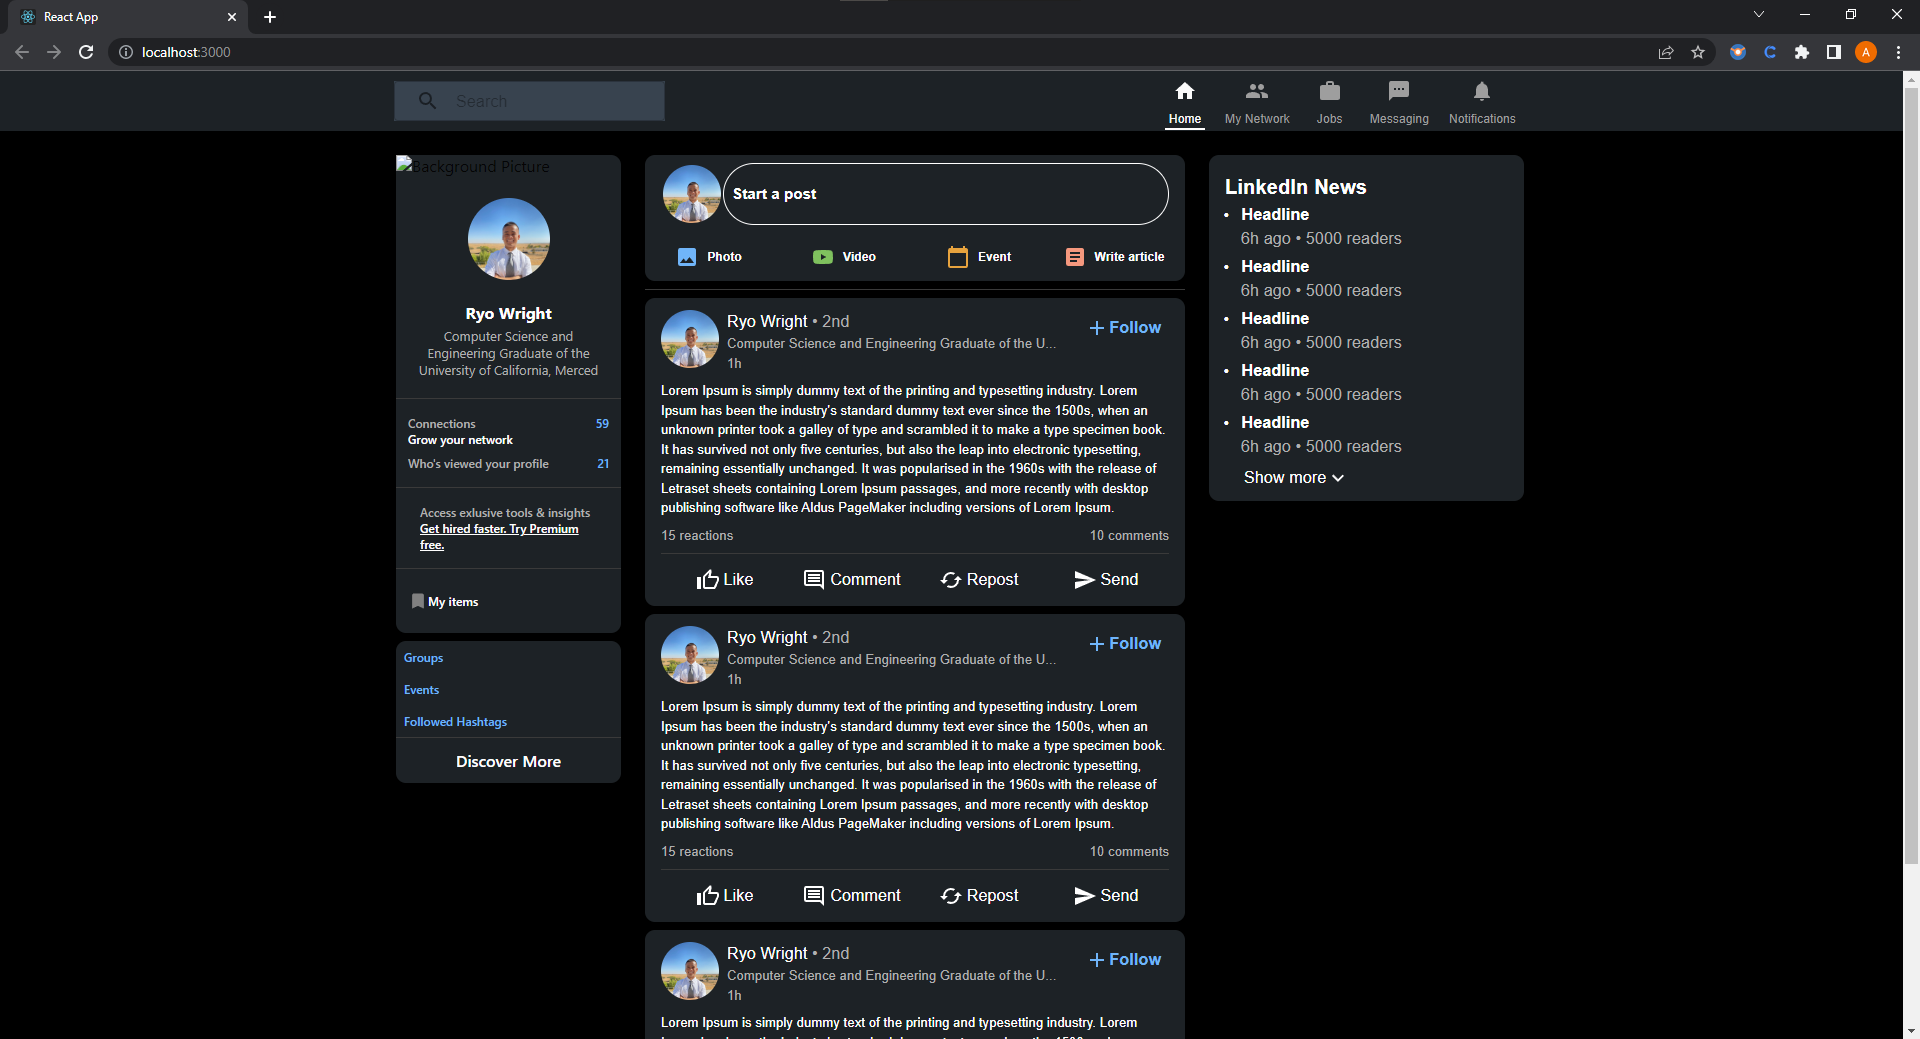 React App
localhost:3000
A
Search
Home
My Network
Jobs
Messaging
Notifications
Background Picture
Ryo Wright
Computer Science and
Engineering Graduate of the
University of California, Merced
Connections 59
Grow your network
Who's viewed your profile 21
Access exlusive tools & insights
Get hired faster. Try Premium
free.
My items
Groups
Events
Followed Hashtags
Discover More
Start a post
Photo
Video
Event
Write article
Ryo Wright • 2nd
Follow
Computer Science and Engineering Graduate of the U...
1h
Lorem Ipsum is simply dummy text of the printing and typesetting industry. Lorem
Ipsum has been the industry's standard dummy text ever since the 1500s, when an
unknown printer took a galley of type and scrambled it to make a type specimen book.
It has survived not only five centuries, but also the leap into electronic typesetting,
remaining essentially unchanged. It was popularised in the 1960s with the release of
Letraset sheets containing Lorem Ipsum passages, and more recently with desktop
publishing software like Aldus PageMaker including versions of Lorem Ipsum.
15 reactions 10 comments
Like
Comment
Repost
Send
Ryo Wright • 2nd
Follow
Computer Science and Engineering Graduate of the U...
1h
Lorem Ipsum is simply dummy text of the printing and typesetting industry. Lorem
Ipsum has been the industry's standard dummy text ever since the 1500s, when an
unknown printer took a galley of type and scrambled it to make a type specimen book.
It has survived not only five centuries, but also the leap into electronic typesetting,
remaining essentially unchanged. It was popularised in the 1960s with the release of
Letraset sheets containing Lorem Ipsum passages, and more recently with desktop
publishing software like Aldus PageMaker including versions of Lorem Ipsum.
15 reactions 10 comments
Like
Comment
Repost
Send
Ryo Wright • 2nd
Follow
Computer Science and Engineering Graduate of the U...
1h
Lorem Ipsum is simply dummy text of the printing and typesetting industry. Lorem
LinkedIn News
• Headline
6h ago • 5000 readers
• Headline
6h ago • 5000 readers
• Headline
6h ago • 5000 readers
• Headline
6h ago • 5000 readers
• Headline
6h ago • 5000 readers
Show more